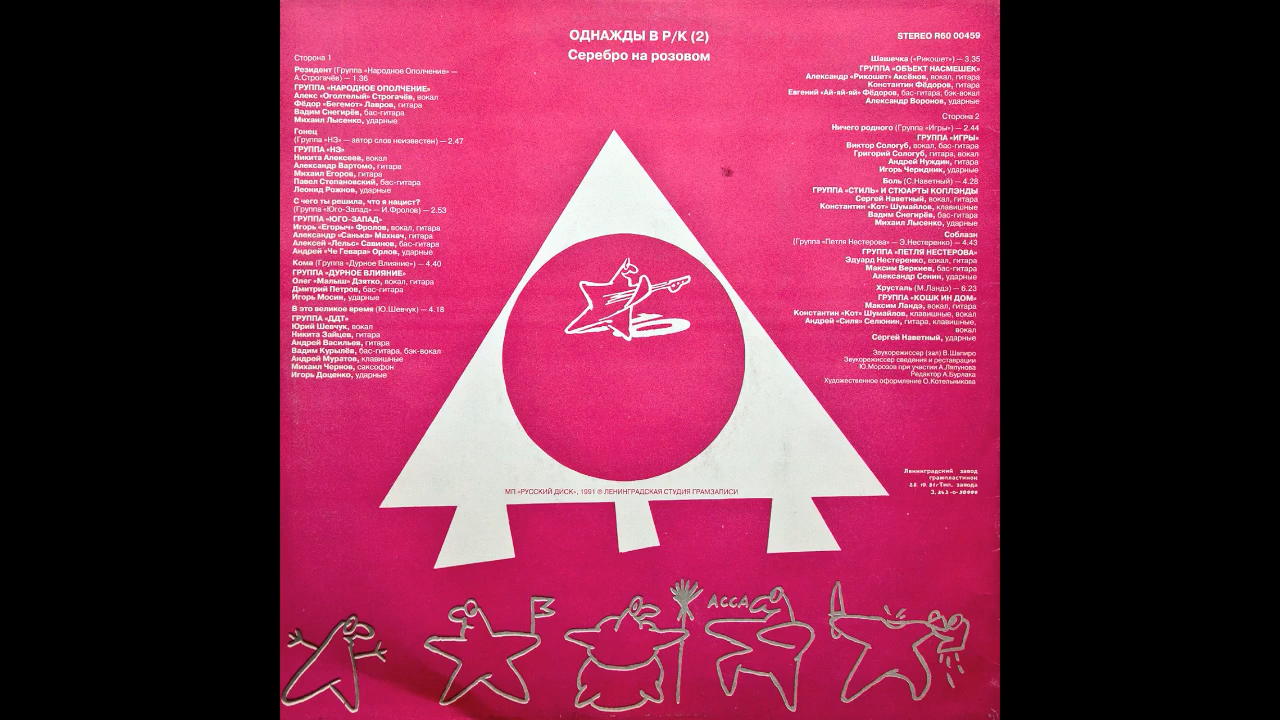 ОДНАЖДЫ В Р/К (2)
Серебро на розовом
STEREO R60 00459
Сторона 1
Резидент (Группа «Народное Ополчение» —
А.Строгачёв) — 1.36
ГРУППА «НАРОДНОЕ ОПОЛЧЕНИЕ»
Алекс «Оголтелый» Строгачёв, вокал
Фёдор «Бегемот» Лавров, гитара
Вадим Снегирёв, бас-гитара
Михаил Лысенко, ударные
Гонец
(Группа «НЗ» — автор слов неизвестен) — 2.47
ГРУППА «НЗ»
Никита Алексеев, вокал
Александр Вартомо, гитара
Михаил Егоров, гитара
Павел Степановский, бас-гитара
Леонид Рожнов, ударные
С чего ты решила, что я нацист?
(Группа «Юго-Запад» — И.Фролов) — 2.53
ГРУППА «ЮГО-ЗАПАД»
Игорь «Егорыч» Фролов, вокал, гитара
Александр «Санька» Махнач, гитара
Алексей «Лельс» Савинов, бас-гитара
Андрей «Че Гевара» Орлов, ударные
Кома (Группа «Дурное Влияние») — 4.40
ГРУППА «ДУРНОЕ ВЛИЯНИЕ»
Олег «Малыш» Дзятко, вокал, гитара
Дмитрий Петров, бас-гитара
Игорь Мосин, ударные
В это великое время (Ю.Шевчук) — 4.18
ГРУППА «ДДТ»
Юрий Шевчук, вокал
Никита Зайцев, гитара
Андрей Васильев, гитара
Вадим Курылёв, бас-гитара, бэк-вокал
Андрей Муратов, клавишные
Михаил Чернов, саксофон
Игорь Доценко, ударные
Шашечка («Рикошет») — 3.35
ГРУППА «ОБЪЕКТ НАСМЕШЕК»
Александр «Рикошет» Аксёнов, вокал, гитара
Константин Фёдоров, гитара
Евгений «Ай-яй-яй» Фёдоров, бас-гитара, бэк-вокал
Александр Воронов, ударные
Сторона 2
Ничего родного (Группа «Игры») — 2.44
ГРУППА «ИГРЫ»
Виктор Сологуб, вокал, бас-гитара
Григорий Сологуб, гитара, вокал
Андрей Нуждин, гитара
Игорь Черидник, ударные
Боль (С.Наветный) — 4.28
ГРУППА «СТИЛЬ» И СТЮАРТЫ КОПЛЭНДЫ
Сергей Наветный, вокал, гитара
Константин «Кот» Шумайлов, клавишные
Вадим Снегирёв, бас-гитара
Михаил Лысенко, ударные
Соблазн
(Группа «Петля Нестерова» — Э.Нестеренко) — 4.43
ГРУППА «ПЕТЛЯ НЕСТЕРОВА»
Эдуард Нестеренко, вокал, гитара
Максим Беркиев, бас-гитара
Александр Сенин, ударные
Хрусталь (М.Ландэ) — 6.23
ГРУППА «КОШК ИН ДОМ»
Максим Ландэ, вокал, гитара
Константин «Кот» Шумайлов, клавишные, вокал
Андрей «Силя» Селюнин, гитара, клавишные,
вокал
Сергей Наветный, ударные
Звукорежиссер (зал) В.Шапиро
Звукорежиссер сведения и реставрации
Ю.Морозов при участии А.Ляпунова
Редактор А.Бурлака
Художественное оформление О.Котельникова
Ленинградский завод
грампластинок
Тип. завода
МП «РУССКИЙ ДИСК», 1991 ℗ ЛЕНИНГРАДСКАЯ СТУДИЯ ГРАМЗАПИСИ
АССА